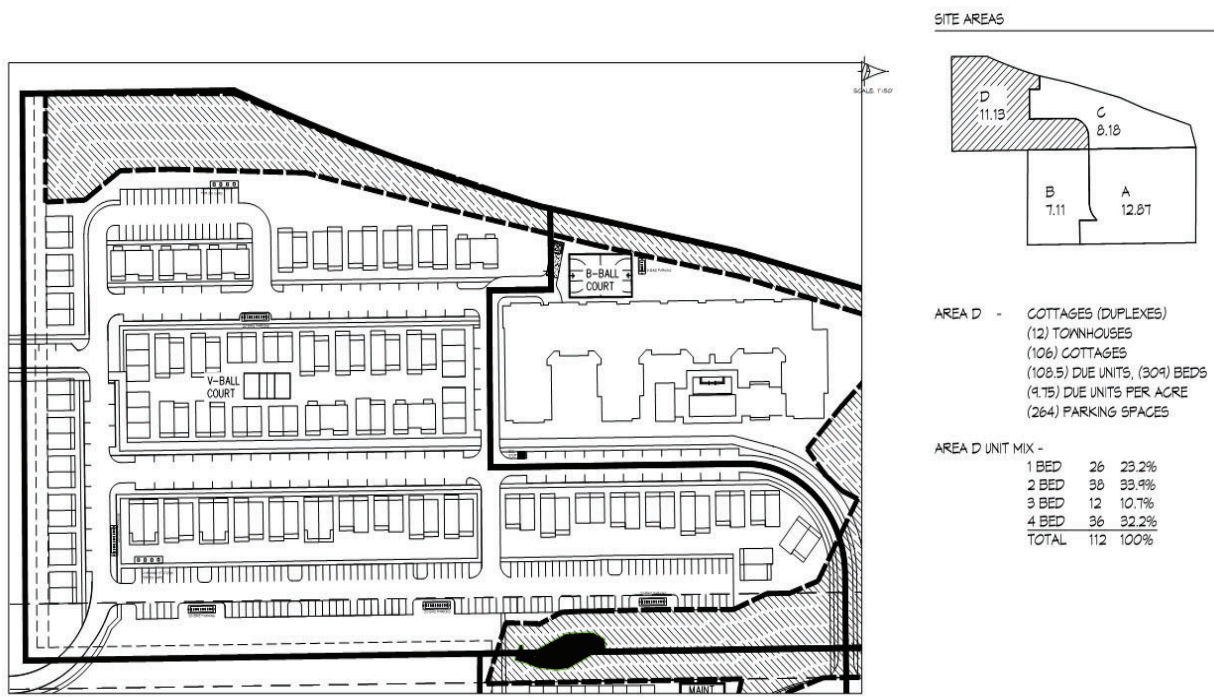 SITE AREAS
D
11.13
C
8.18
B
7.11
A
12.87
SCALE 1":50'
B-BALL
COURT
V-BALL
COURT
MAINT
AREA D - COTTAGES (DUPLEXES)
(12) TOWNHOUSES
(106) COTTAGES
(108.5) DUE UNITS, (309) BEDS
(9.75) DUE UNITS PER ACRE
(264) PARKING SPACES
AREA D UNIT MIX -
1 BED 26 23.2%
2 BED 38 33.9%
3 BED 12 10.7%
4 BED 36 32.2%
TOTAL 112 100%